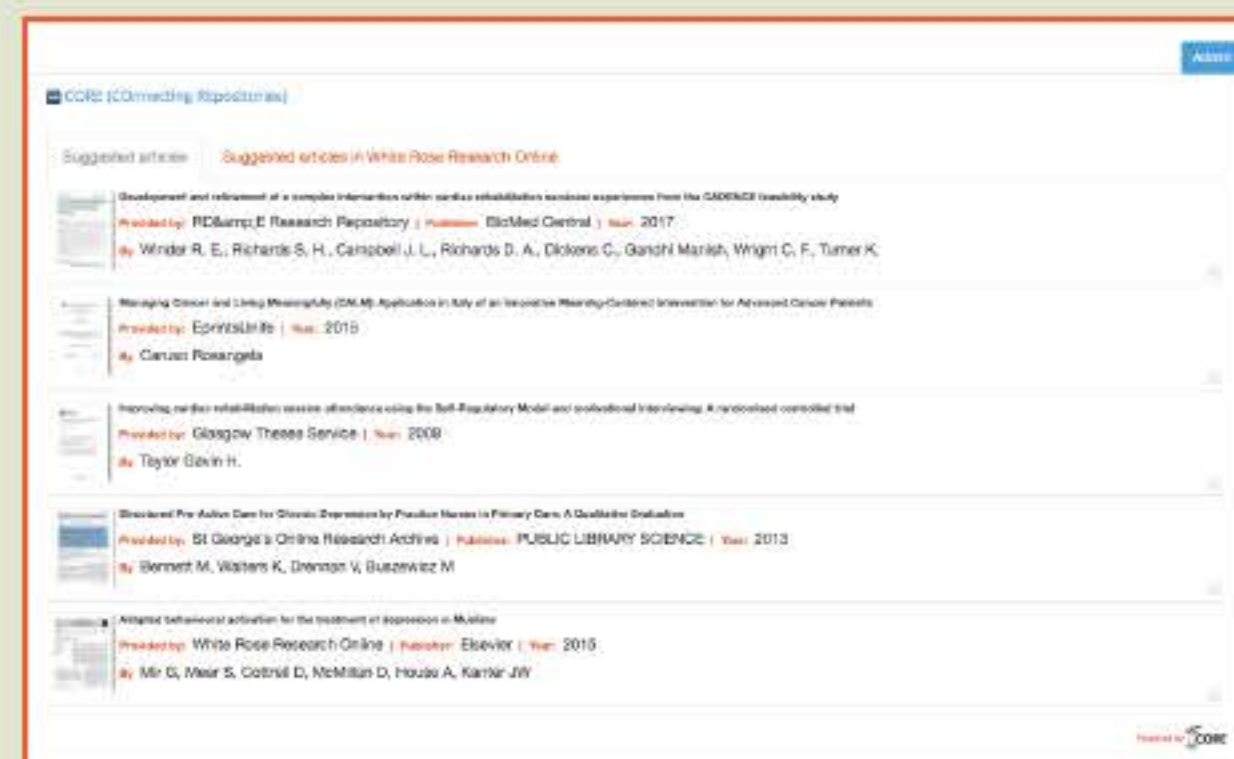 Admin
CORE (COnnecting REpositories)
Suggested articles Suggested articles in White Rose Research Online
Development and refinement of a complex intervention within cardiac rehabilitation services: experiences from the CADENCE feasibility study
Provided by: RD&amp;E Research Repository | Publisher: BioMed Central | Year: 2017
By Winder R. E., Richards S. H., Campbell J. L., Richards D. A., Dickens C., Gandhi Manish, Wright C. F., Turner K.
Managing Cancer and Living Meaningfully (CALM): Application in Italy of an Innovative Meaning-Centered Intervention for Advanced Cancer Patients
Provided by: EprintsUnife | Year: 2015
By Caruso Rosangela
Improving cardiac rehabilitation session attendance using the Self-Regulatory Model and motivational interviewing: A randomised controlled trial
Provided by: Glasgow Theses Service | Year: 2009
By Taylor Gavin H.
Structured Pro-Active Care for Chronic Depression by Practice Nurses in Primary Care: A Qualitative Evaluation
Provided by: St George's Online Research Archive | Publisher: PUBLIC LIBRARY SCIENCE | Year: 2013
By Bennett M, Walters K, Drennan V, Buszewicz M
Adapted behavioural activation for the treatment of depression in Muslims
Provided by: White Rose Research Online | Publisher: Elsevier | Year: 2015
By Mir G, Meer S, Cottrell D, McMillan D, House A, Kanter JW
Powered by CORE